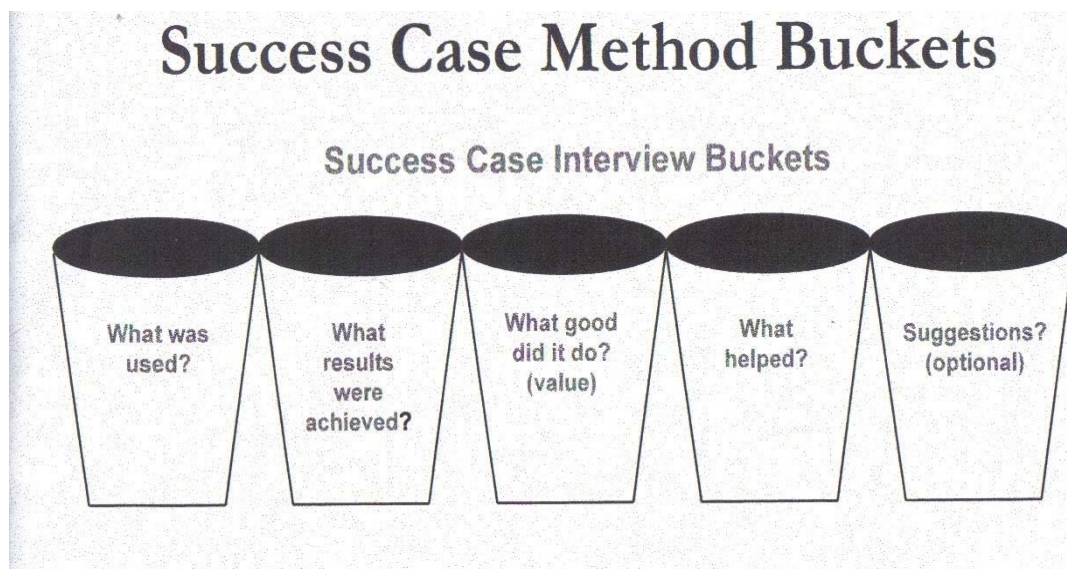 Success Case Method Buckets
Success Case Interview Buckets
What was
used?
What
results
were
achieved?
What good
did it do?
(value)
What
helped?
Suggestions?
(optional)